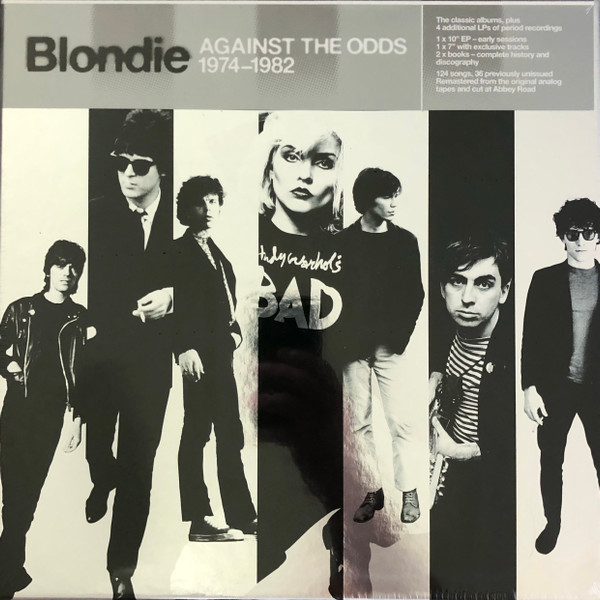 Blondie
AGAINST THE ODDS
1974–1982
The classic albums, plus
4 additional LPs of period recordings
1 x 10" EP – early sessions
1 x 7" with exclusive tracks
2 x books – complete history and
discography
124 songs, 36 previously unissued
Remastered from the original analog
tapes and cut at Abbey Road
Andy Warhol's
BAD